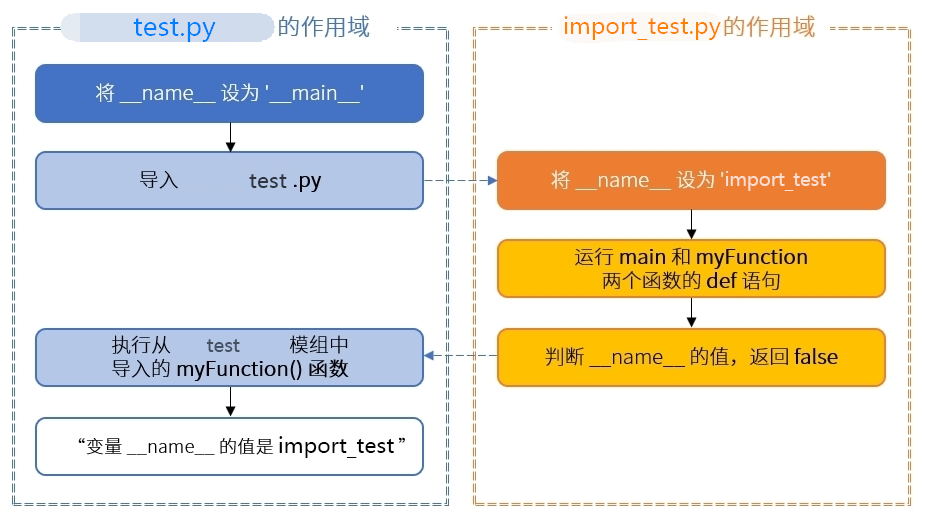 test.py 的作用域
将 __name__ 设为 '__main__'
导入 test .py
执行从 test 模组中
导入的 myFunction() 函数
“变量 __name__ 的值是 import_test ”
import_test.py 的作用域
将 __name__ 设为 'import_test'
运行 main 和 myFunction
两个函数的 def 语句
判断 __name__ 的值，返回 false